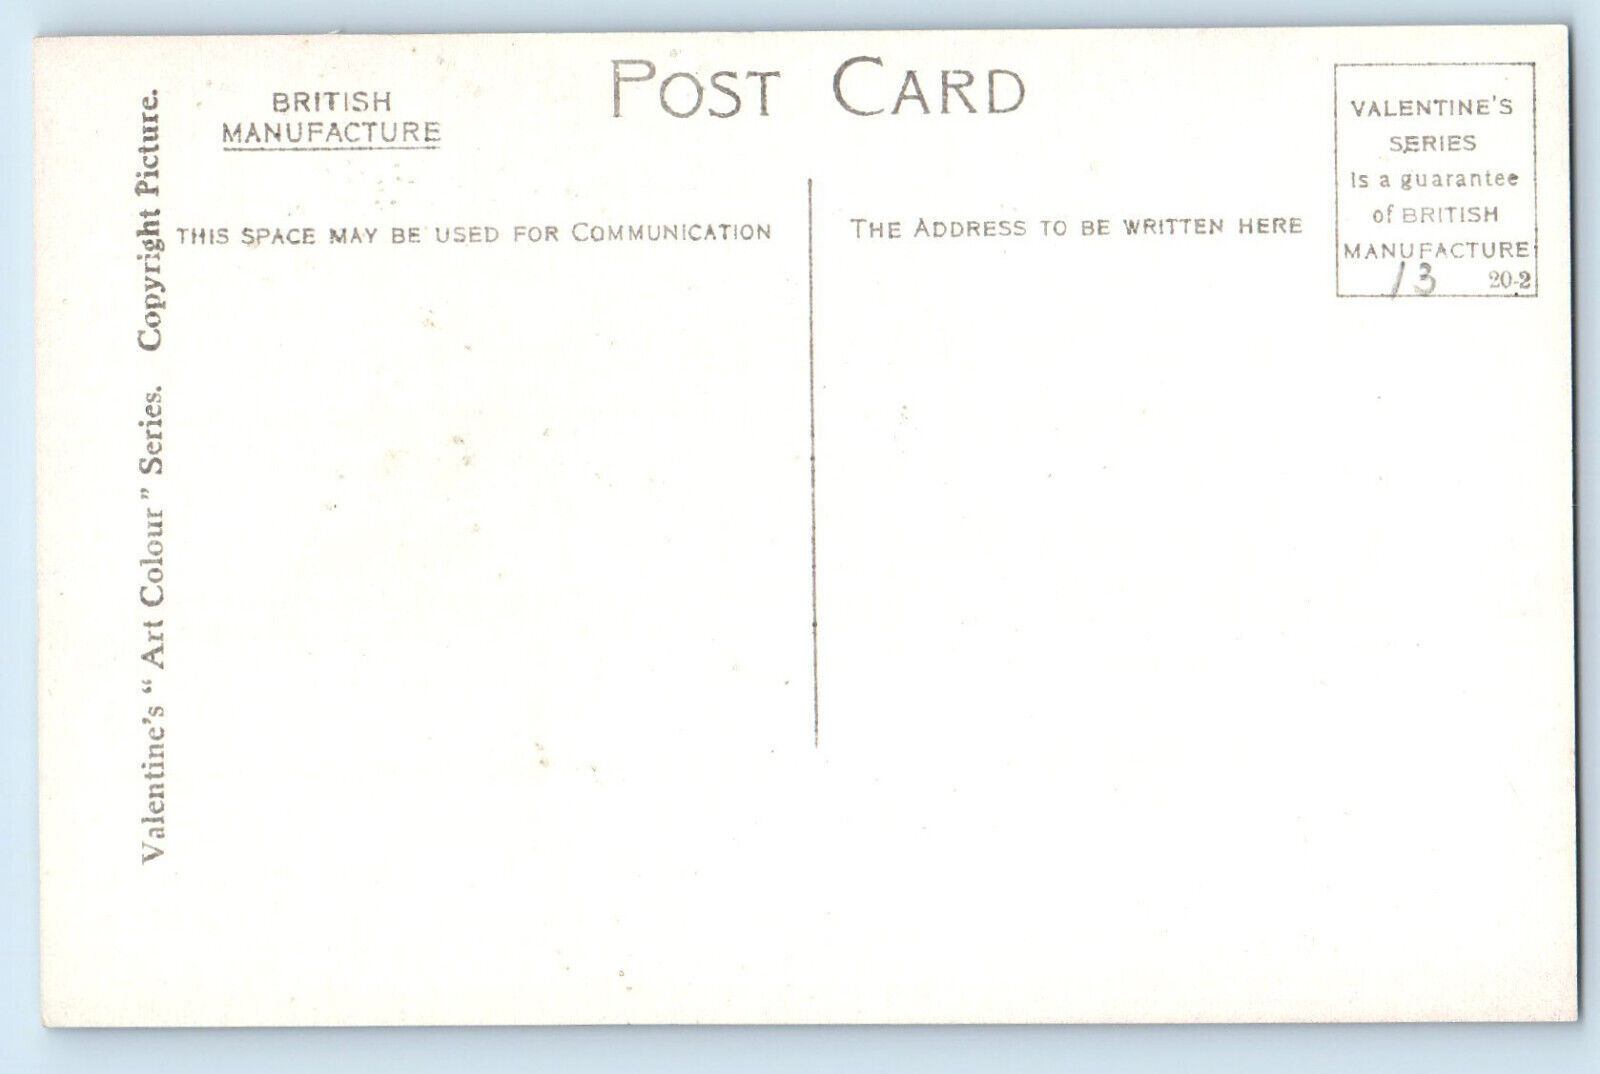 POST CARD
BRITISH
MANUFACTURE
THIS SPACE MAY BE USED FOR COMMUNICATION
THE ADDRESS TO BE WRITTEN HERE
VALENTINE'S
SERIES
Is a guarantee
of BRITISH
MANUFACTURE
13 20-2
Valentine's "Art Colour" Series. Copyright Picture.